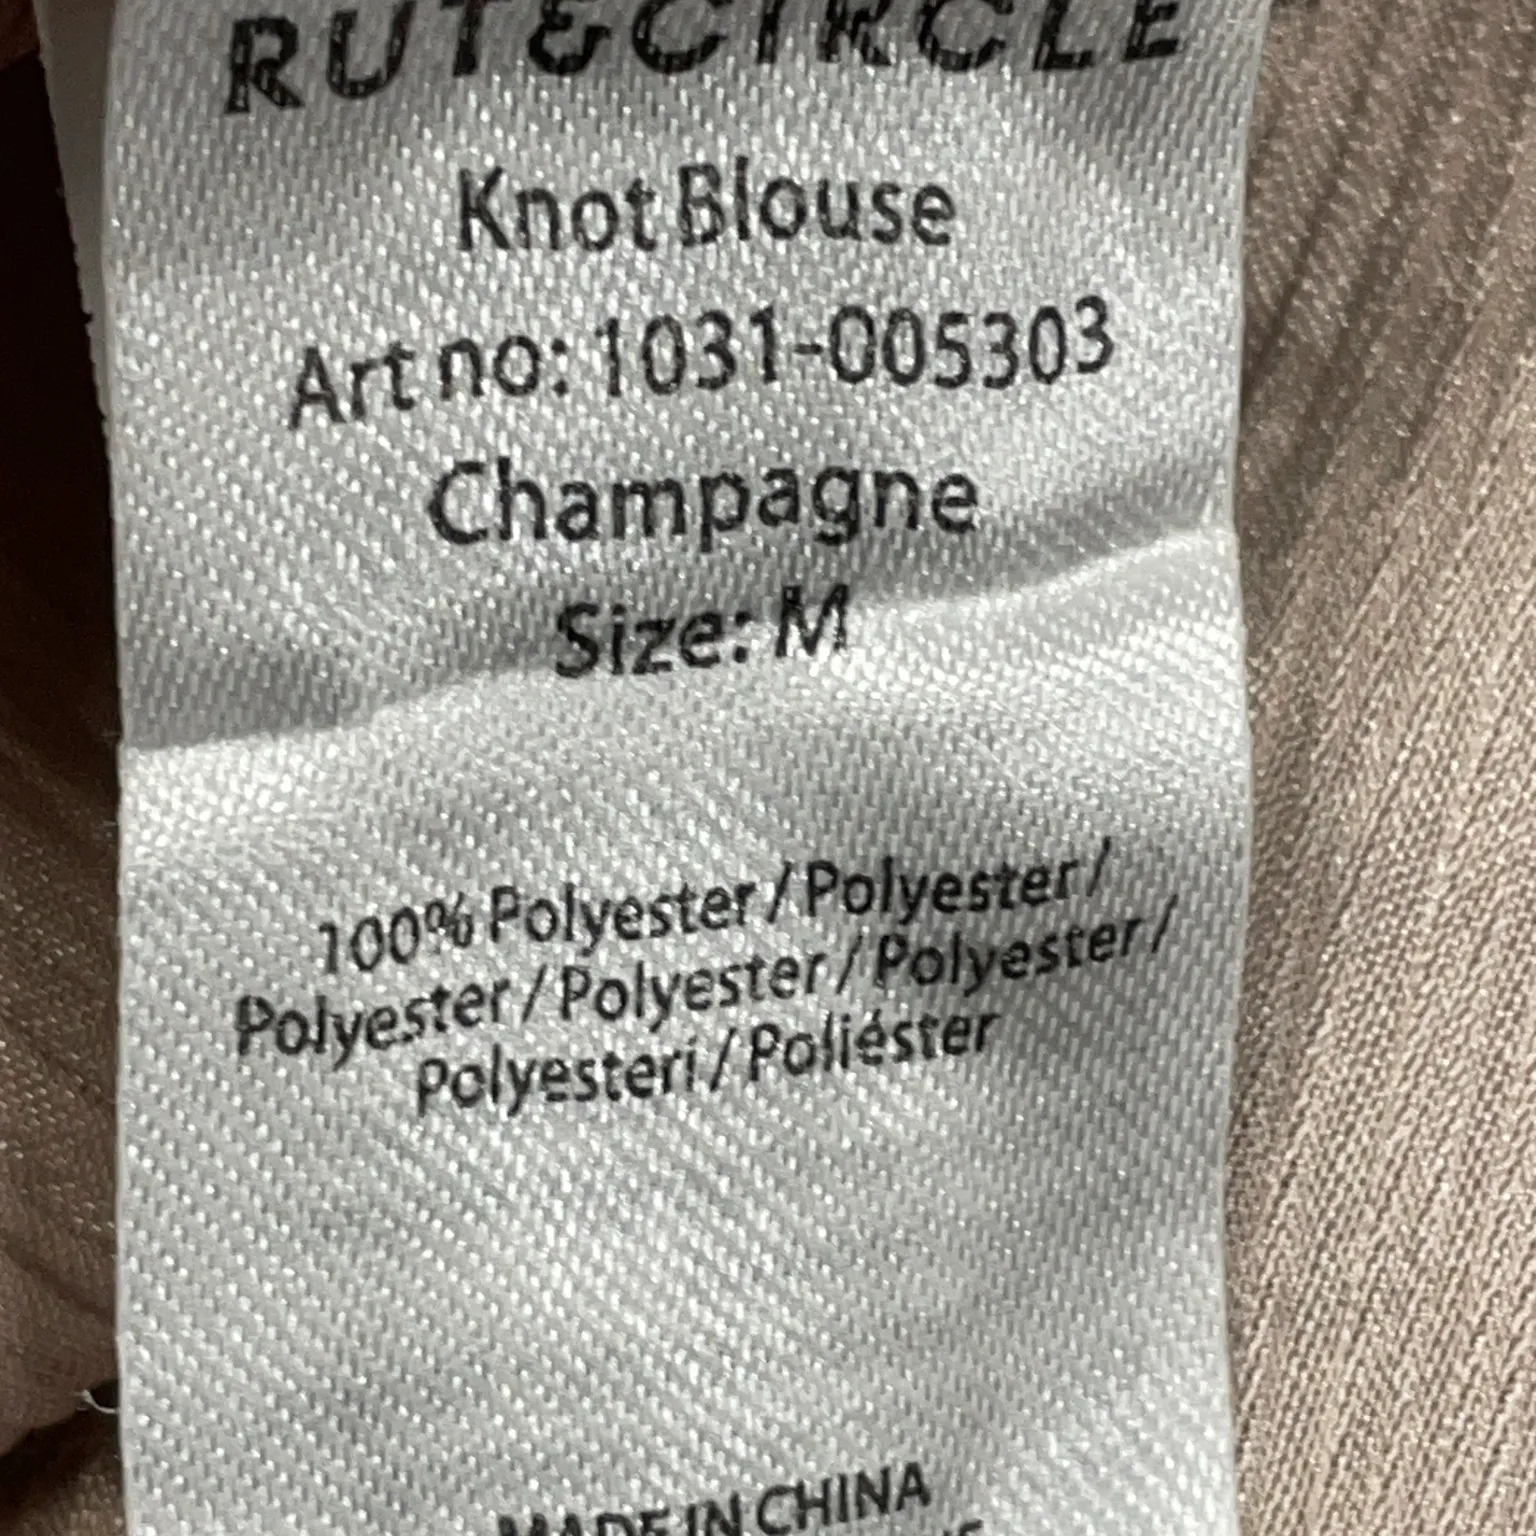 RUT&CIRCLE
Knot Blouse
Art no: 1031-005303
Champagne
Size: M
100% Polyester / Polyester /
Polyester / Polyester / Polyester /
Polyesteri / Poliéster
MADE IN CHINA